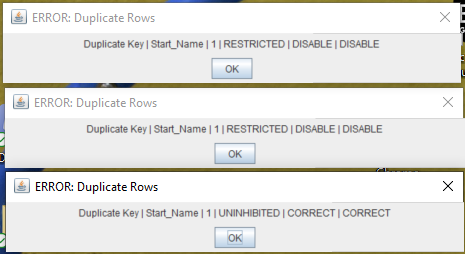 ERROR: Duplicate Rows
Duplicate Key | Start_Name | 1 | RESTRICTED | DISABLE | DISABLE
OK
ERROR: Duplicate Rows
Duplicate Key | Start_Name | 1 | RESTRICTED | DISABLE | DISABLE
OK
ERROR: Duplicate Rows
Duplicate Key | Start_Name | 1 | UNINHIBITED | CORRECT | CORRECT
OK